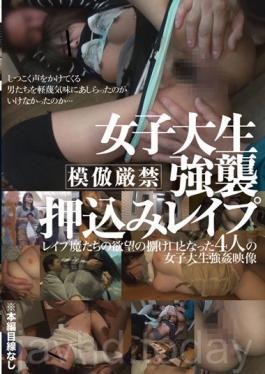 しつこく声をかけてくる
男たちを軽蔑気味にあしらったのが
いけなかったのか…
女子大生
模倣厳禁
強襲
押込みレイプ
レイプ魔たちの欲望の捌け口となった4人の
女子大生強姦映像
※本編目線なし